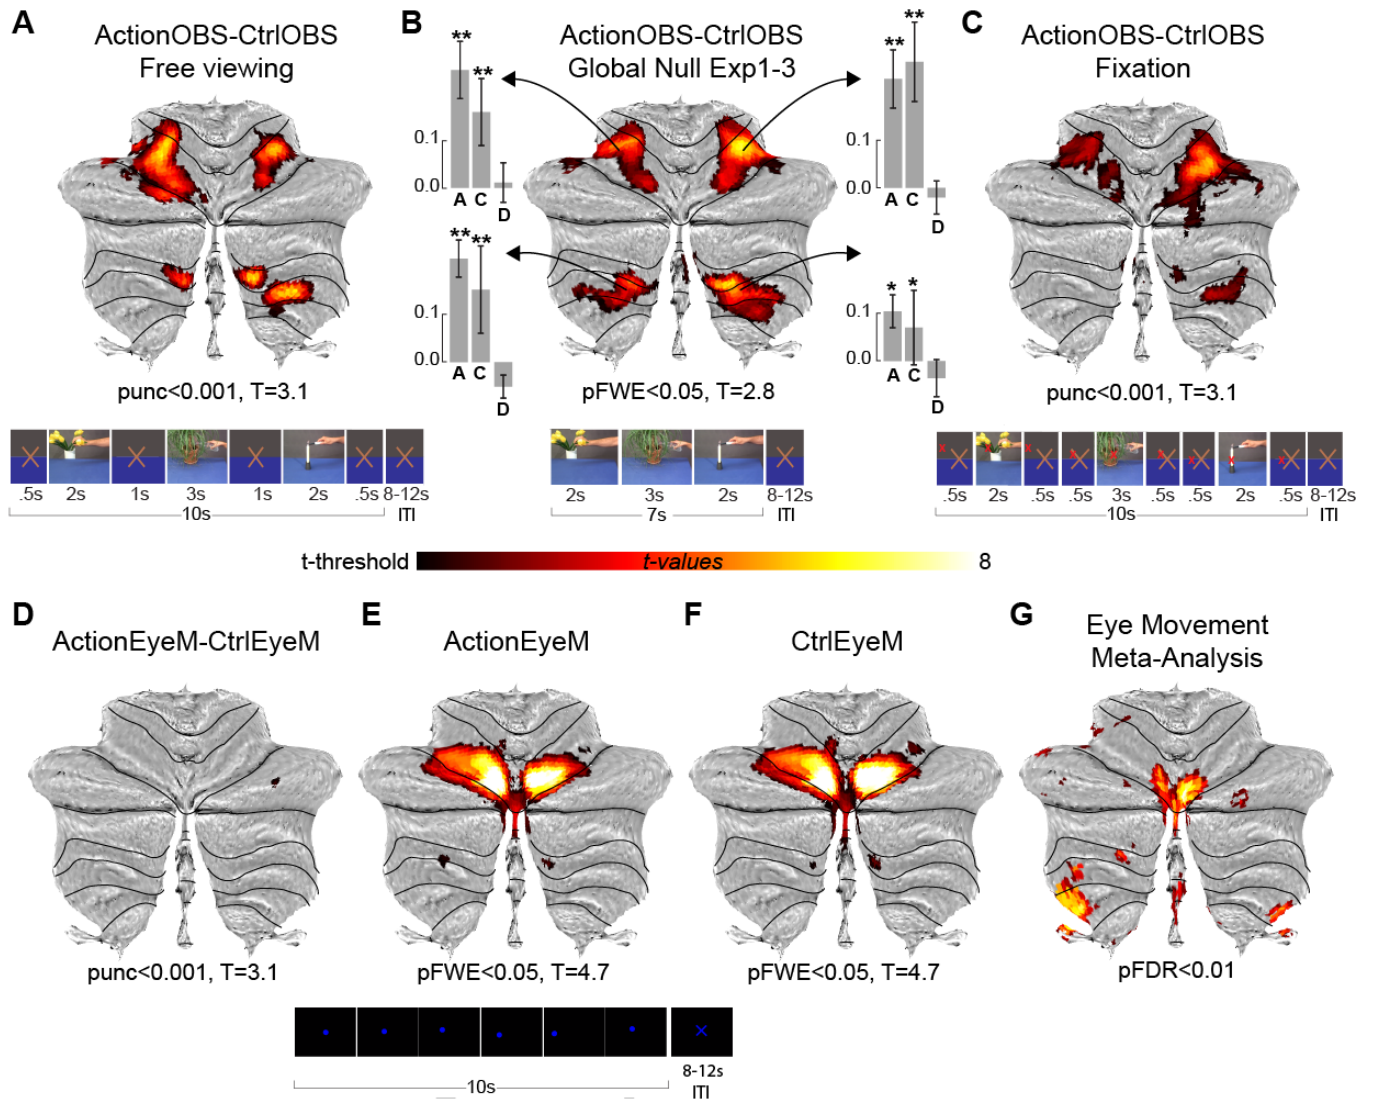 A
ActionOBS-CtrlOBS
Free viewing
punc<0.001, T=3.1
.5s 2s 1s 3s 1s 2s .5s 8-12s
10s
ITI
B
ActionOBS-CtrlOBS
Global Null Exp1-3
** **
0.1
0.0
A C D
** **
0.1
0.0
A C D
** **
0.1
0.0
A C D
* *
0.1
0.0
A C D
pFWE<0.05, T=2.8
2s 3s 2s 8-12s
7s
ITI
C
ActionOBS-CtrlOBS
Fixation
punc<0.001, T=3.1
.5s 2s .5s .5s 3s .5s .5s 2s .5s 8-12s
10s
ITI
t-threshold t-values 8
D
ActionEyeM-CtrlEyeM
punc<0.001, T=3.1
E
ActionEyeM
pFWE<0.05, T=4.7
F
CtrlEyeM
pFWE<0.05, T=4.7
G
Eye Movement
Meta-Analysis
pFDR<0.01
8-12s
10s
ITI